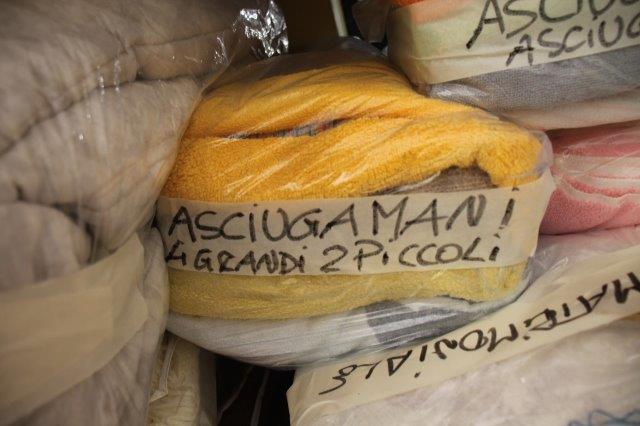 ASCIUGAMANI
4 GRANDI 2 PICCOLI
ASCIUG
ASCIUG
MATRIMONIALE